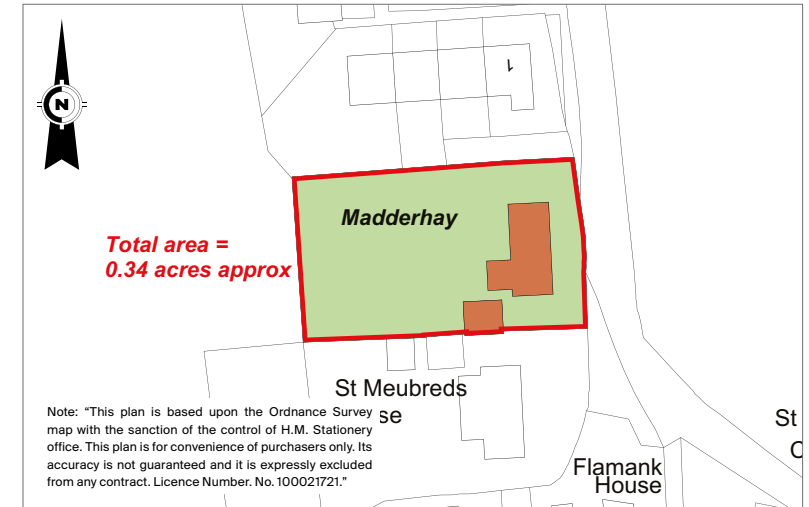 N
1
Madderhay
Total area =
0.34 acres approx
St Meubreds
se
Note: “This plan is based upon the Ordnance Survey
map with the sanction of the control of H.M. Stationery
office. This plan is for convenience of purchasers only. Its
accuracy is not guaranteed and it is expressly excluded
from any contract. Licence Number. No. 100021721.”
St
C
Flamank
House